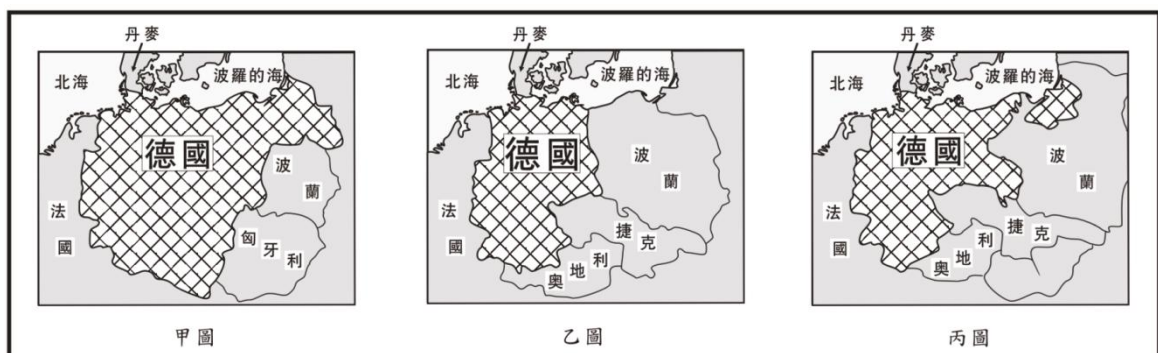 丹麥
北海
波羅的海
德國
波蘭
法國
匈牙利
甲圖
丹麥
北海
波羅的海
德國
波蘭
法國
捷克
奧地利
乙圖
丹麥
北海
波羅的海
德國
波蘭
法國
捷克
奧地利
丙圖